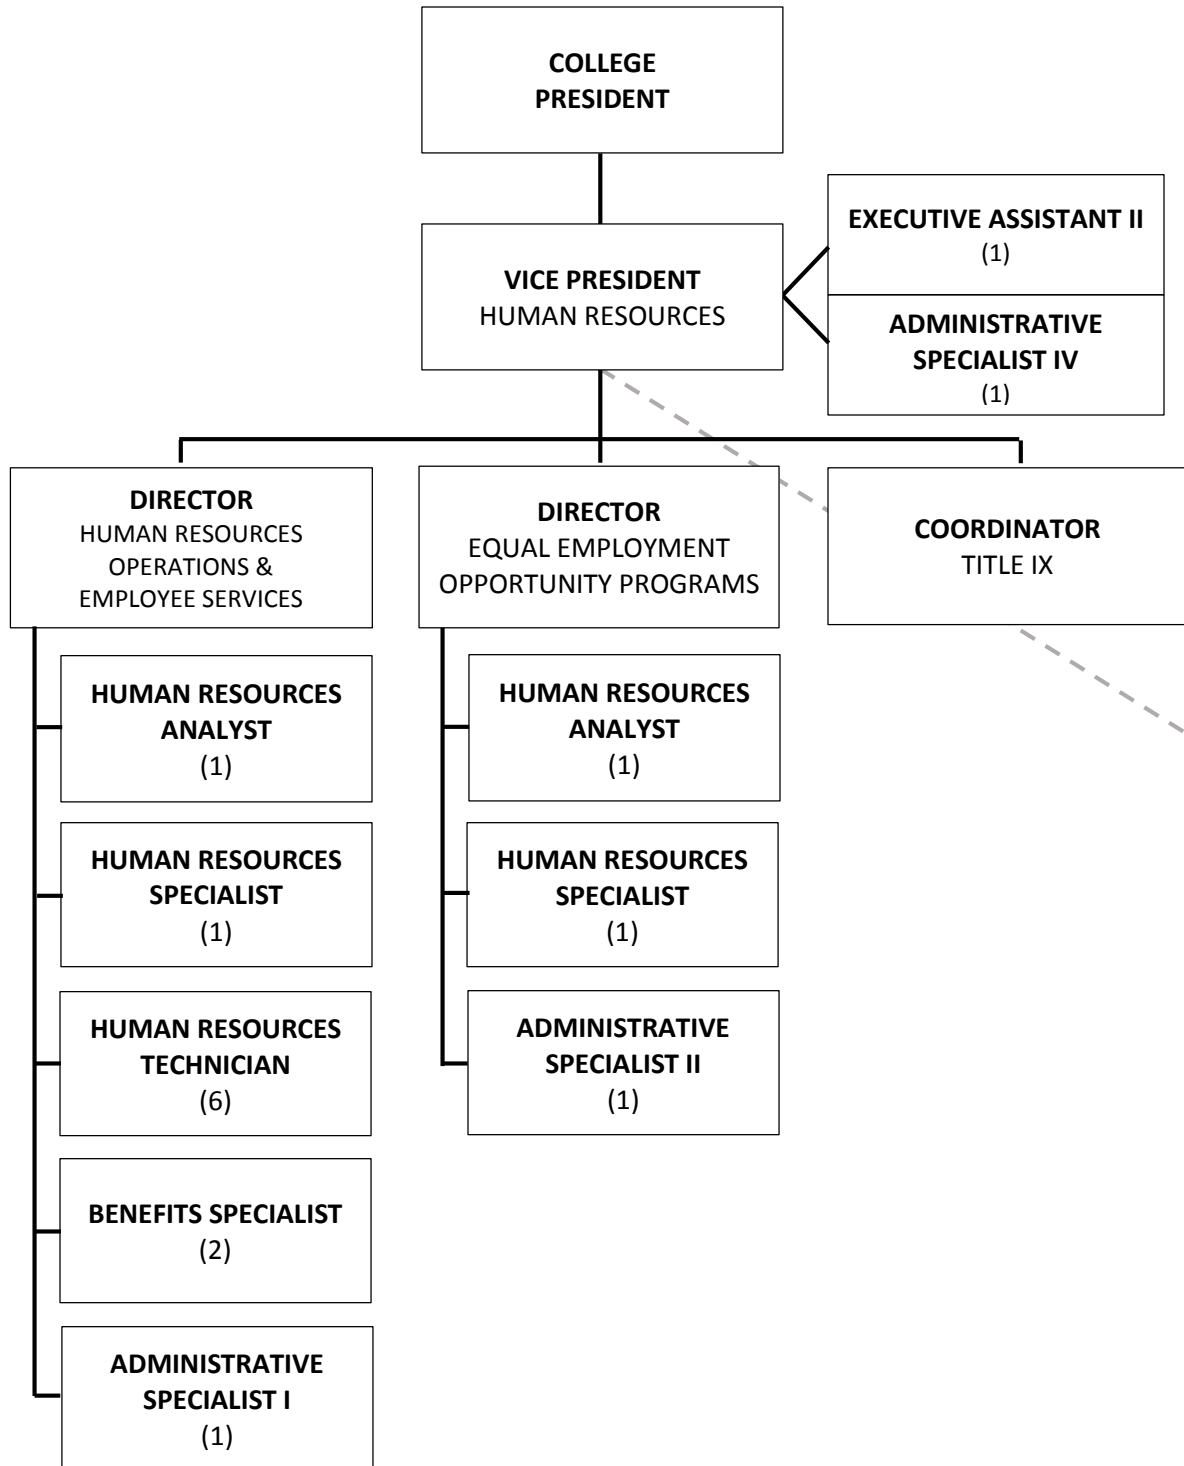 COLLEGE
PRESIDENT
VICE PRESIDENT
HUMAN RESOURCES
EXECUTIVE ASSISTANT II
(1)
ADMINISTRATIVE
SPECIALIST IV
(1)
DIRECTOR
HUMAN RESOURCES
OPERATIONS &
EMPLOYEE SERVICES
HUMAN RESOURCES
ANALYST
(1)
HUMAN RESOURCES
SPECIALIST
(1)
HUMAN RESOURCES
TECHNICIAN
(6)
BENEFITS SPECIALIST
(2)
ADMINISTRATIVE
SPECIALIST I
(1)
DIRECTOR
EQUAL EMPLOYMENT
OPPORTUNITY PROGRAMS
HUMAN RESOURCES
ANALYST
(1)
HUMAN RESOURCES
SPECIALIST
(1)
ADMINISTRATIVE
SPECIALIST II
(1)
COORDINATOR
TITLE IX